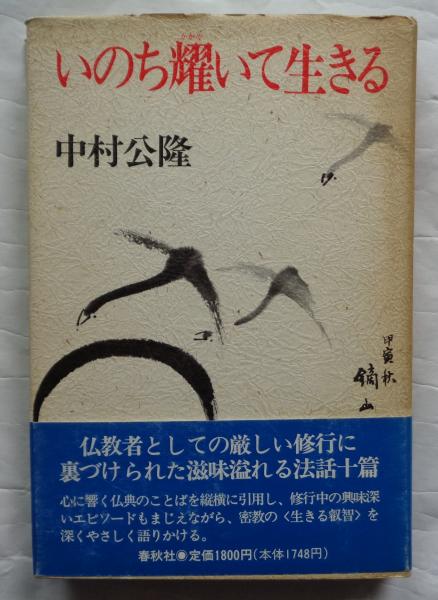 かがや
いのち耀いて生きる
中村公隆
甲寅秋
鏑山
仏教者としての厳しい修行に
裏づけられた滋味溢れる法話十篇
心に響く仏典のことばを縦横に引用し、修行中の興味深
いエピソードもまじえながら、密教の〈生きる叡智〉を
深くやさしく語りかける。
春秋社◉定価1800円(本体1748円)